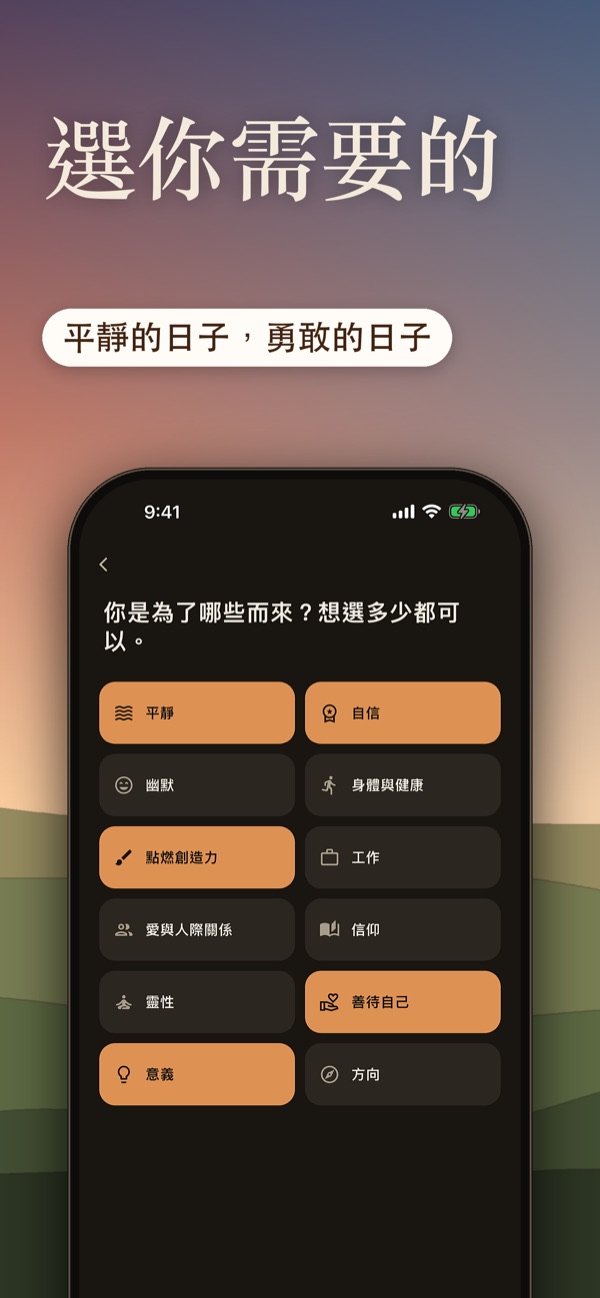 選你需要的
平靜的日子，勇敢的日子
9:41
你是為了哪些而來？想選多少都可
以。
平靜
自信
幽默
身體與健康
點燃創造力
工作
愛與人際關係
信仰
靈性
善待自己
意義
方向